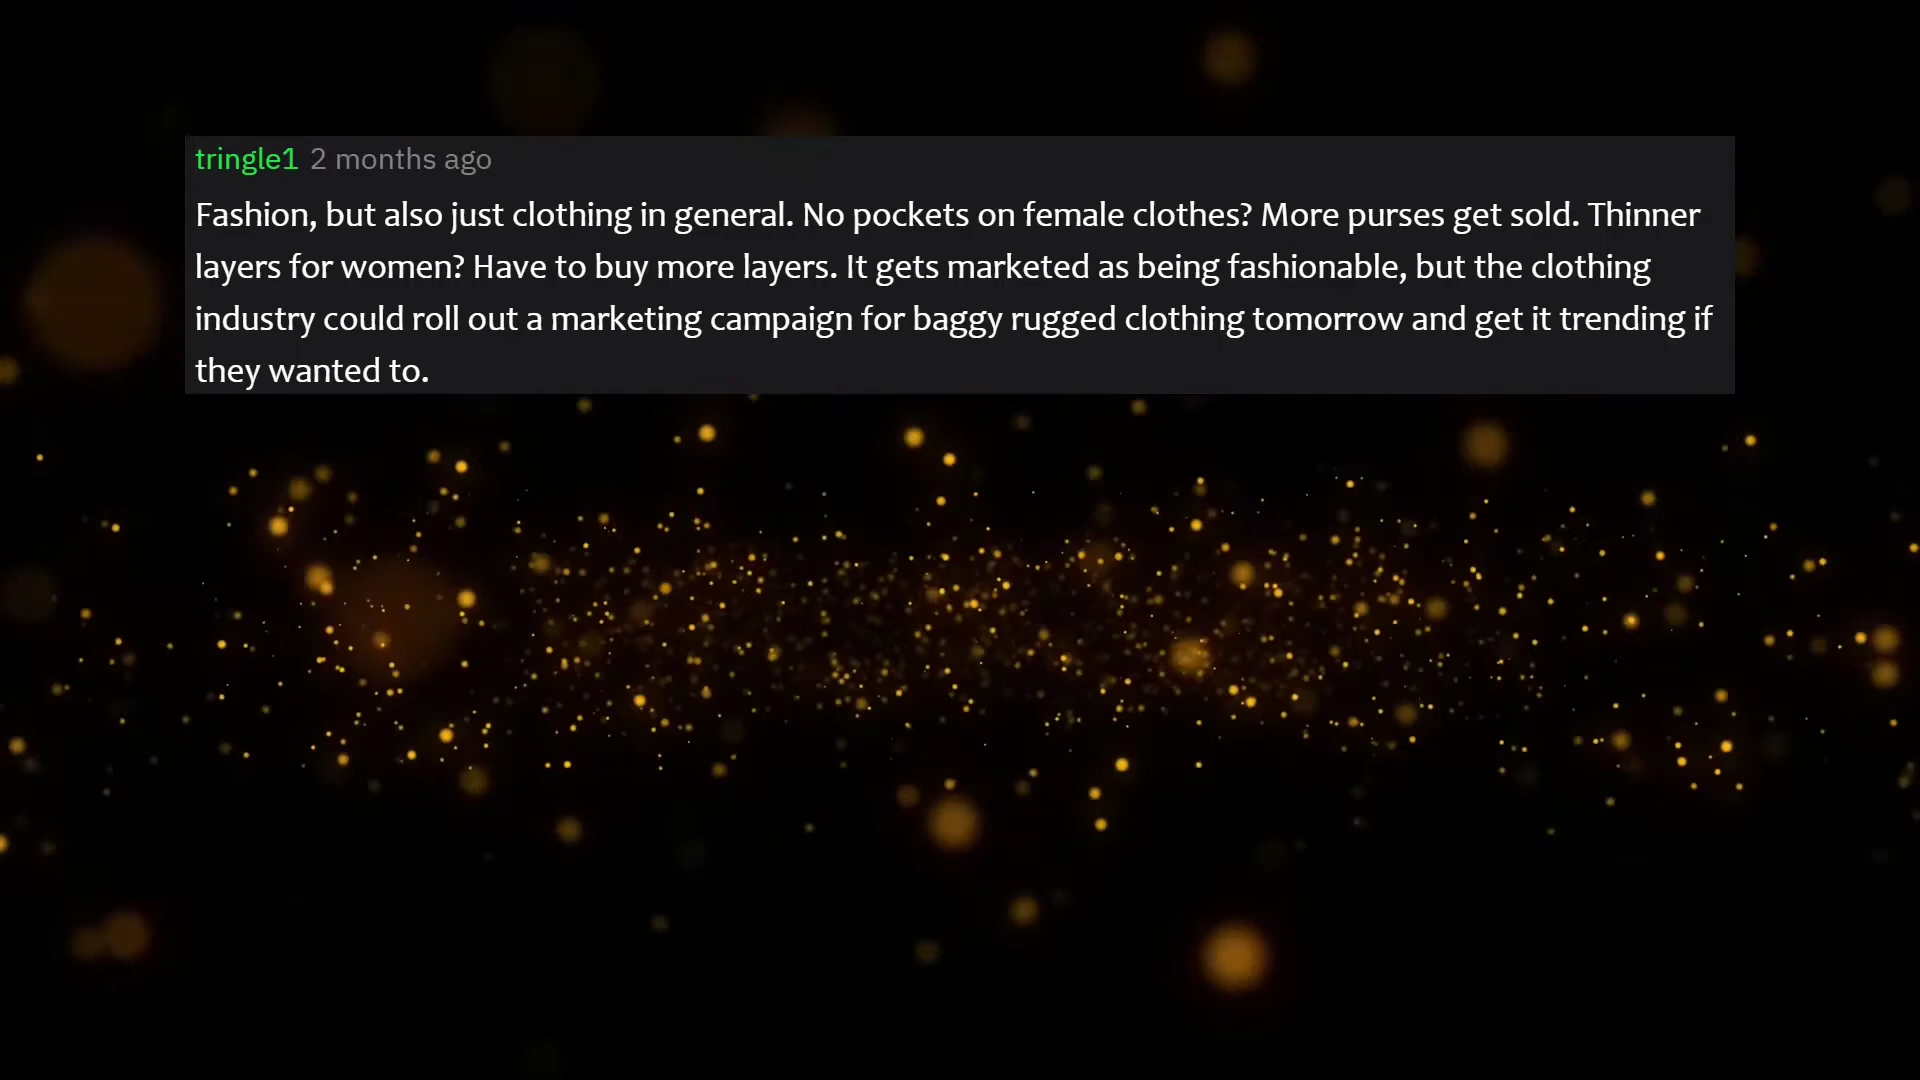 tringle1 2 months ago
Fashion, but also just clothing in general. No pockets on female clothes? More purses get sold. Thinner
layers for women? Have to buy more layers. It gets marketed as being fashionable, but the clothing
industry could roll out a marketing campaign for baggy rugged clothing tomorrow and get it trending if
they wanted to.